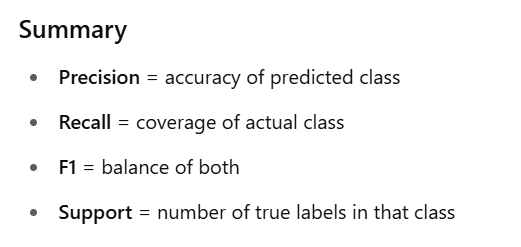 Summary
• Precision = accuracy of predicted class
• Recall = coverage of actual class
• F1 = balance of both
• Support = number of true labels in that class